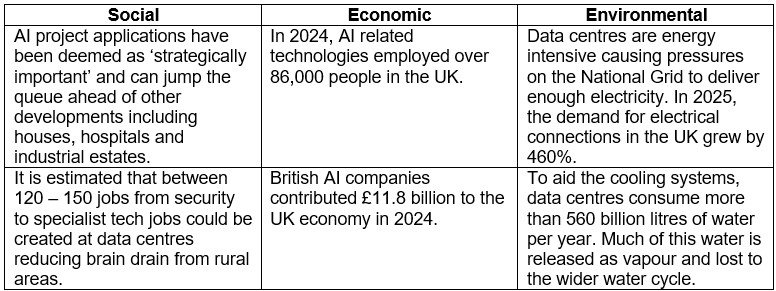 Social
Economic
Environmental
AI project applications have
been deemed as ‘strategically
important’ and can jump the
queue ahead of other
developments including
houses, hospitals and
industrial estates.
In 2024, AI related
technologies employed over
86,000 people in the UK.
Data centres are energy
intensive causing pressures
on the National Grid to deliver
enough electricity. In 2025,
the demand for electrical
connections in the UK grew by
460%.
It is estimated that between
120 – 150 jobs from security
to specialist tech jobs could be
created at data centres
reducing brain drain from rural
areas.
British AI companies
contributed £11.8 billion to the
UK economy in 2024.
To aid the cooling systems,
data centres consume more
than 560 billion litres of water
per year. Much of this water is
released as vapour and lost to
the wider water cycle.